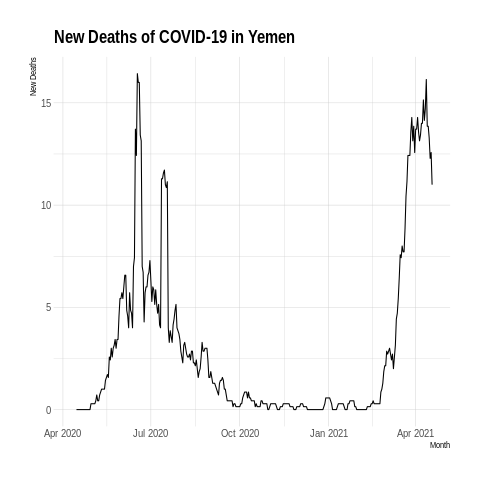 New Deaths of COVID-19 in Yemen
New Deaths
15
10
5
0
Apr 2020 Jul 2020 Oct 2020 Jan 2021 Apr 2021
Month